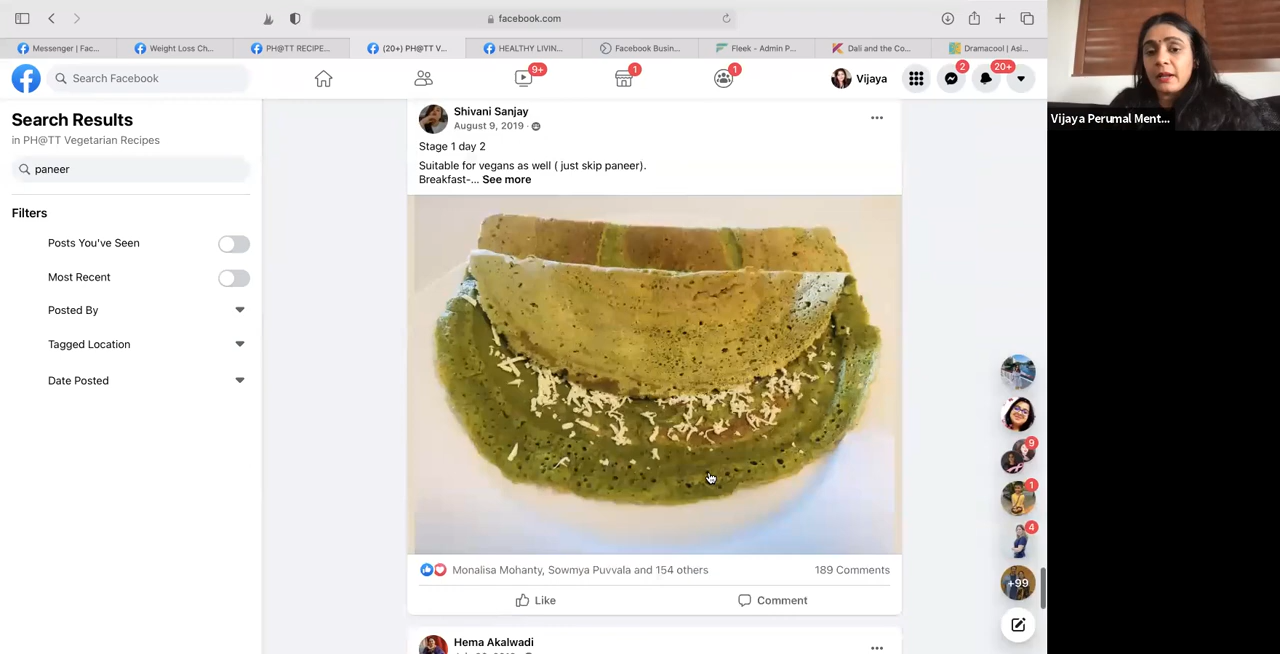 facebook.com
Messenger | Fac...
Weight Loss Ch...
PH@TT RECIPE...
(20+) PH@TT V...
HEALTHY LIVIN...
Facebook Busin...
Fleek - Admin P...
Dali and the Co...
Dramacool | Asi...
Search Facebook
9+
1
1
Vijaya
2
20+
Vijaya Perumal Ment...
Search Results
in PH@TT Vegetarian Recipes
paneer
Filters
Posts You've Seen
Most Recent
Posted By
Tagged Location
Date Posted
Shivani Sanjay
August 9, 2019 ·
Stage 1 day 2
Suitable for vegans as well ( just skip paneer).
Breakfast-... See more
Monalisa Mohanty, Sowmya Puvvala and 154 others
189 Comments
Like
Comment
Hema Akalwadi
9
1
4
+99